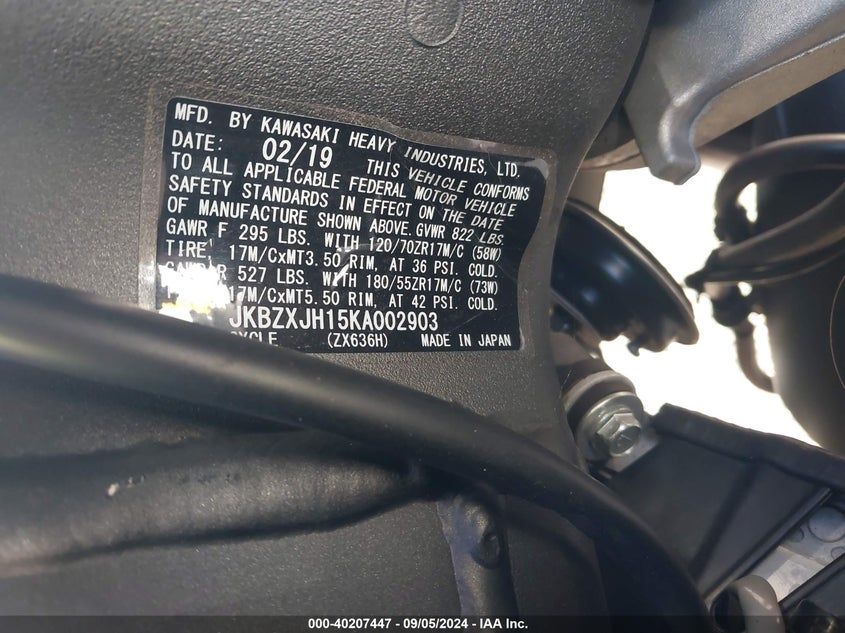 MFD. BY KAWASAKI HEAVY INDUSTRIES, LTD.
DATE: 02/19 THIS VEHICLE CONFORMS
TO ALL APPLICABLE FEDERAL MOTOR VEHICLE
SAFETY STANDARDS IN EFFECT ON THE DATE
OF MANUFACTURE SHOWN ABOVE. GVWR 822 LBS.
GAWR F 295 LBS. WITH 120/70ZR17M/C (58W)
TIRE, 17M/CxMT3.50 RIM, AT 36 PSI. COLD.
GAWR R 527 LBS. WITH 180/55ZR17M/C (73W)
17M/CxMT5.50 RIM, AT 42 PSI. COLD.
JKBZXJH15KA002903
(ZX636H) MADE IN JAPAN
000-40207447 - 09/05/2024 - IAA Inc.